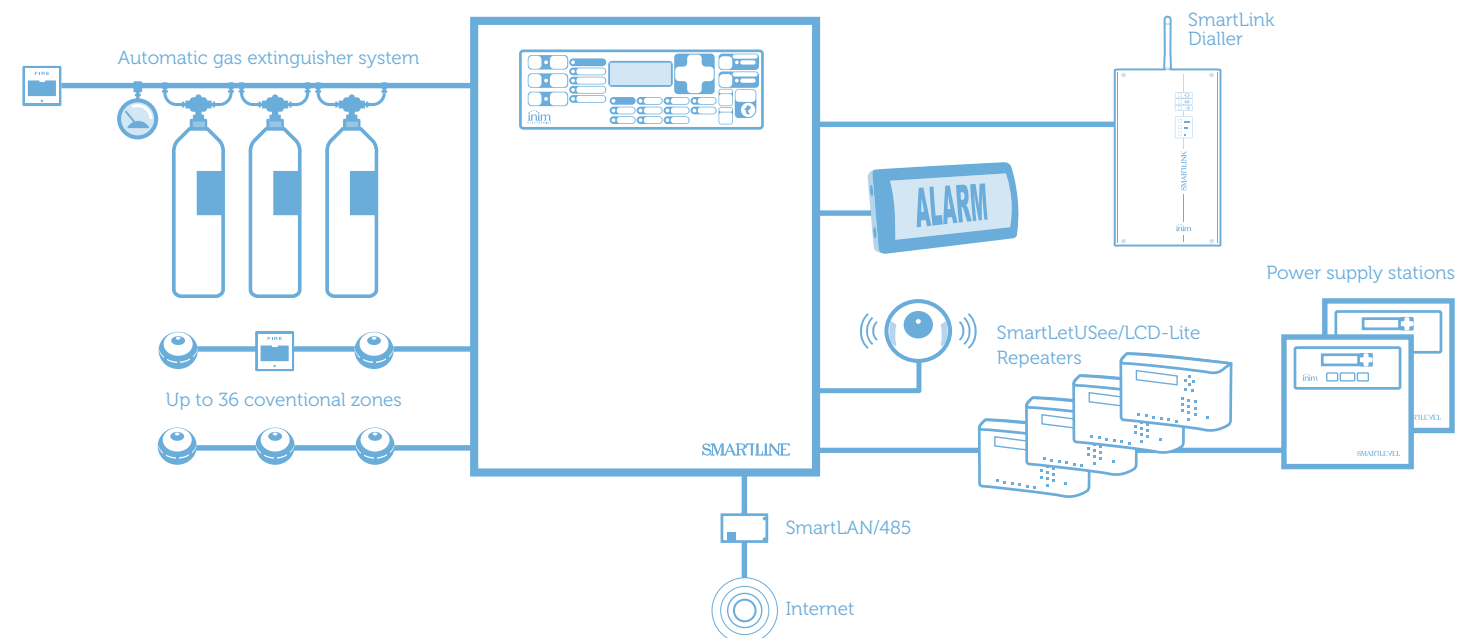 SmartLink
Dialler
Automatic gas extinguisher system
FIRE
inim
SMARTLINK
inim
ALARM
Power supply stations
SmartLetUSee/LCD-Lite
Repeaters
FIRE
Up to 36 coventional zones
inim
SMARTLEVEL
SMARTLINE
SmartLAN/485
Internet